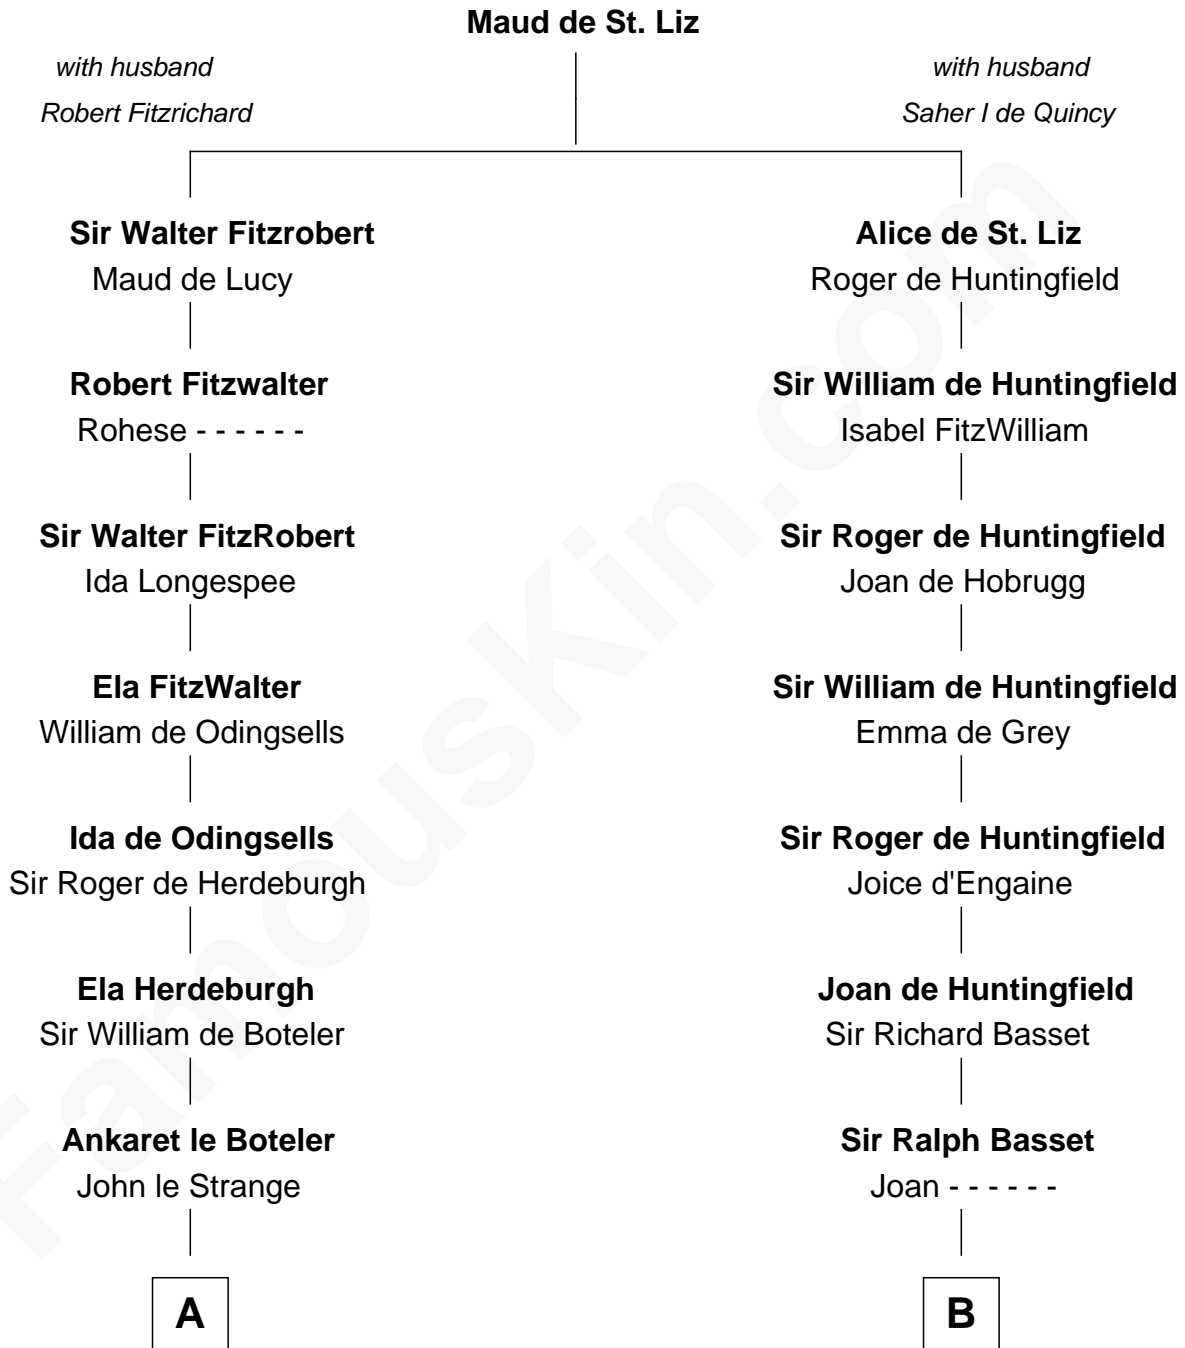 Maud de St. Liz
with husband
Robert Fitzrichard
with husband
Saher I de Quincy
Sir Walter Fitzrobert
Maud de Lucy
Alice de St. Liz
Roger de Huntingfield
Robert Fitzwalter
Rohese - - - - - -
Sir William de Huntingfield
Isabel FitzWilliam
Sir Walter FitzRobert
Ida Longespee
Sir Roger de Huntingfield
Joan de Hobrugg
Ela FitzWalter
William de Odingsells
Sir William de Huntingfield
Emma de Grey
Ida de Odingsells
Sir Roger de Herdeburgh
Sir Roger de Huntingfield
Joice d'Engaine
Ela Herdeburgh
Sir William de Boteler
Joan de Huntingfield
Sir Richard Basset
Ankaret le Boteler
John le Strange
Sir Ralph Basset
Joan - - - - - -
A
B
FamousKin.com